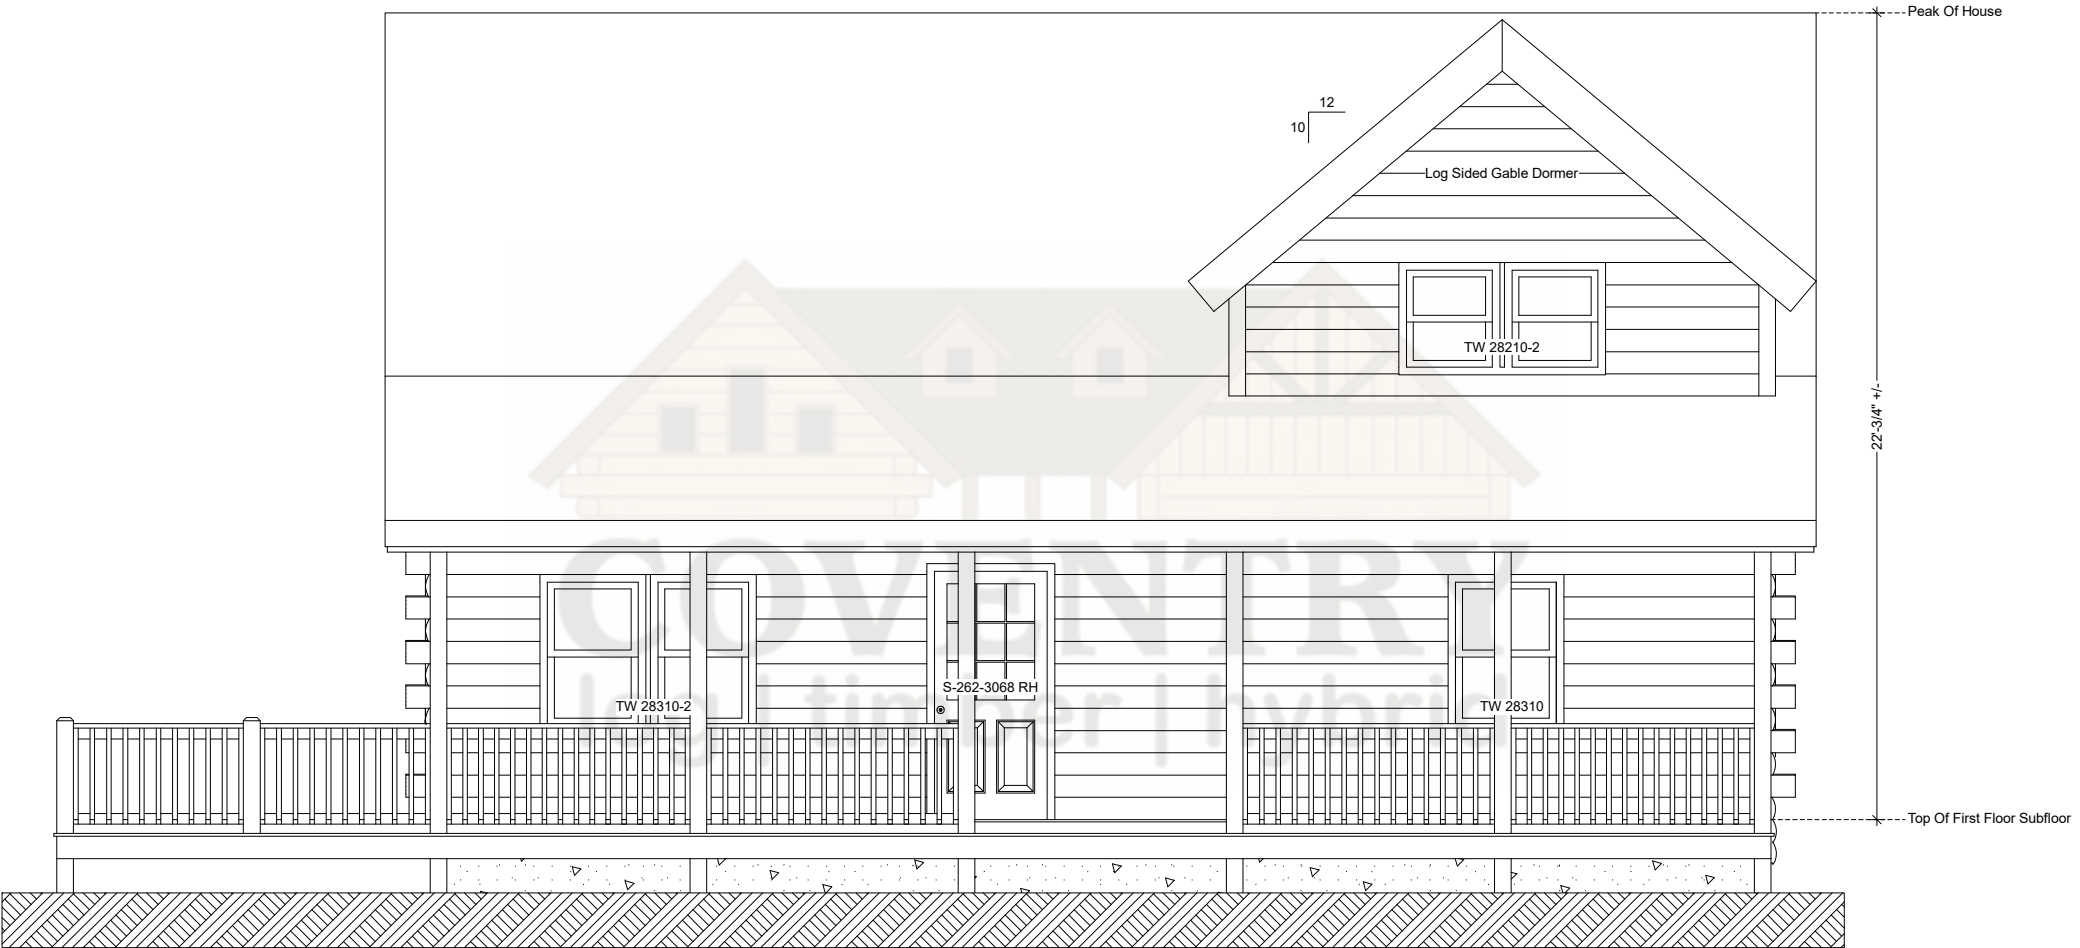 Peak Of House
12
10
Log Sided Gable Dormer
TW 28210-2
22'-3/4" +/-
COVENTRY
log | timber | hybrid
S-262-3068 RH
TW 28310-2
TW 28310
Top Of First Floor Subfloor